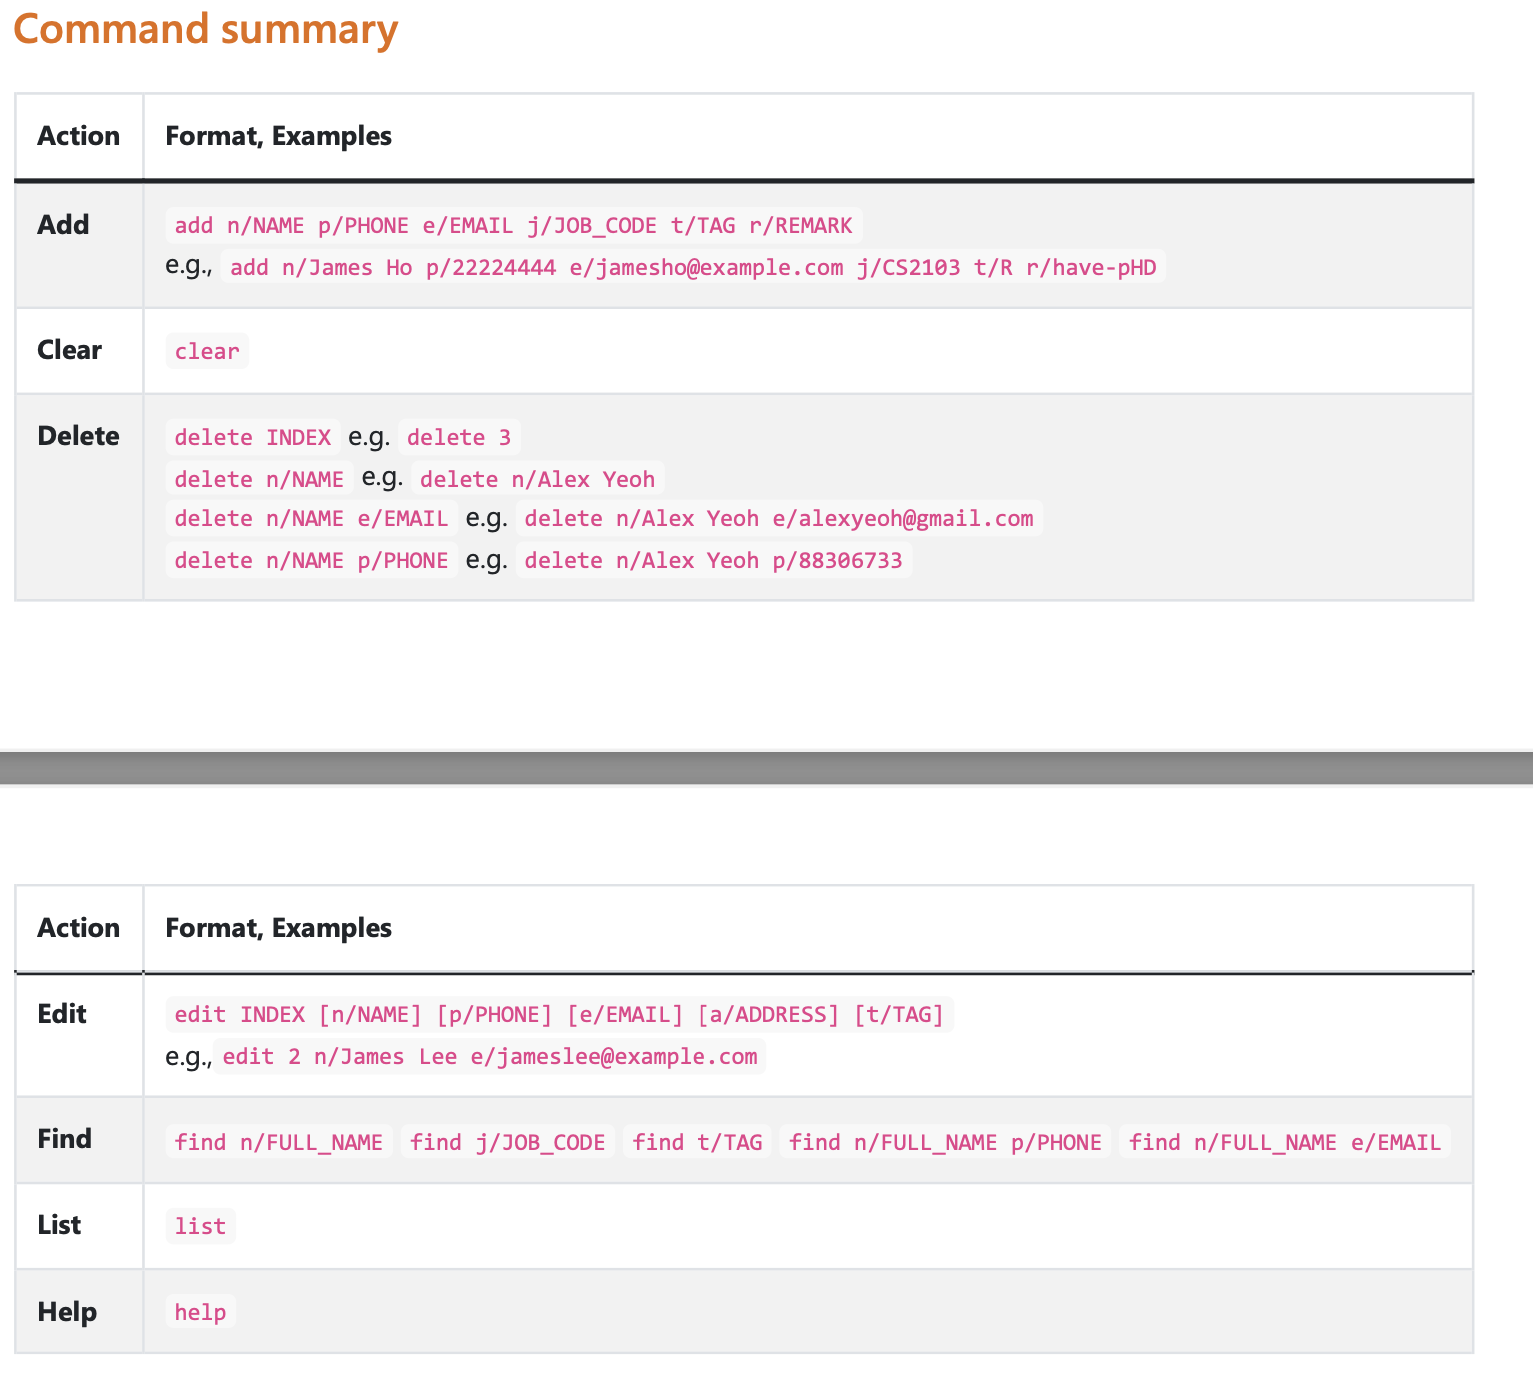 Command summary
Action Format, Examples
Add add n/NAME p/PHONE e/EMAIL j/JOB_CODE t/TAG r/REMARK
e.g., add n/James Ho p/22224444 e/jamesho@example.com j/CS2103 t/R r/have-pHD
Clear clear
Delete delete INDEX e.g. delete 3
delete n/NAME e.g. delete n/Alex Yeoh
delete n/NAME e/EMAIL e.g. delete n/Alex Yeoh e/alexyeoh@gmail.com
delete n/NAME p/PHONE e.g. delete n/Alex Yeoh p/88306733
Action Format, Examples
Edit edit INDEX [n/NAME] [p/PHONE] [e/EMAIL] [a/ADDRESS] [t/TAG]
e.g., edit 2 n/James Lee e/jameslee@example.com
Find find n/FULL_NAME find j/JOB_CODE find t/TAG find n/FULL_NAME p/PHONE find n/FULL_NAME e/EMAIL
List list
Help help